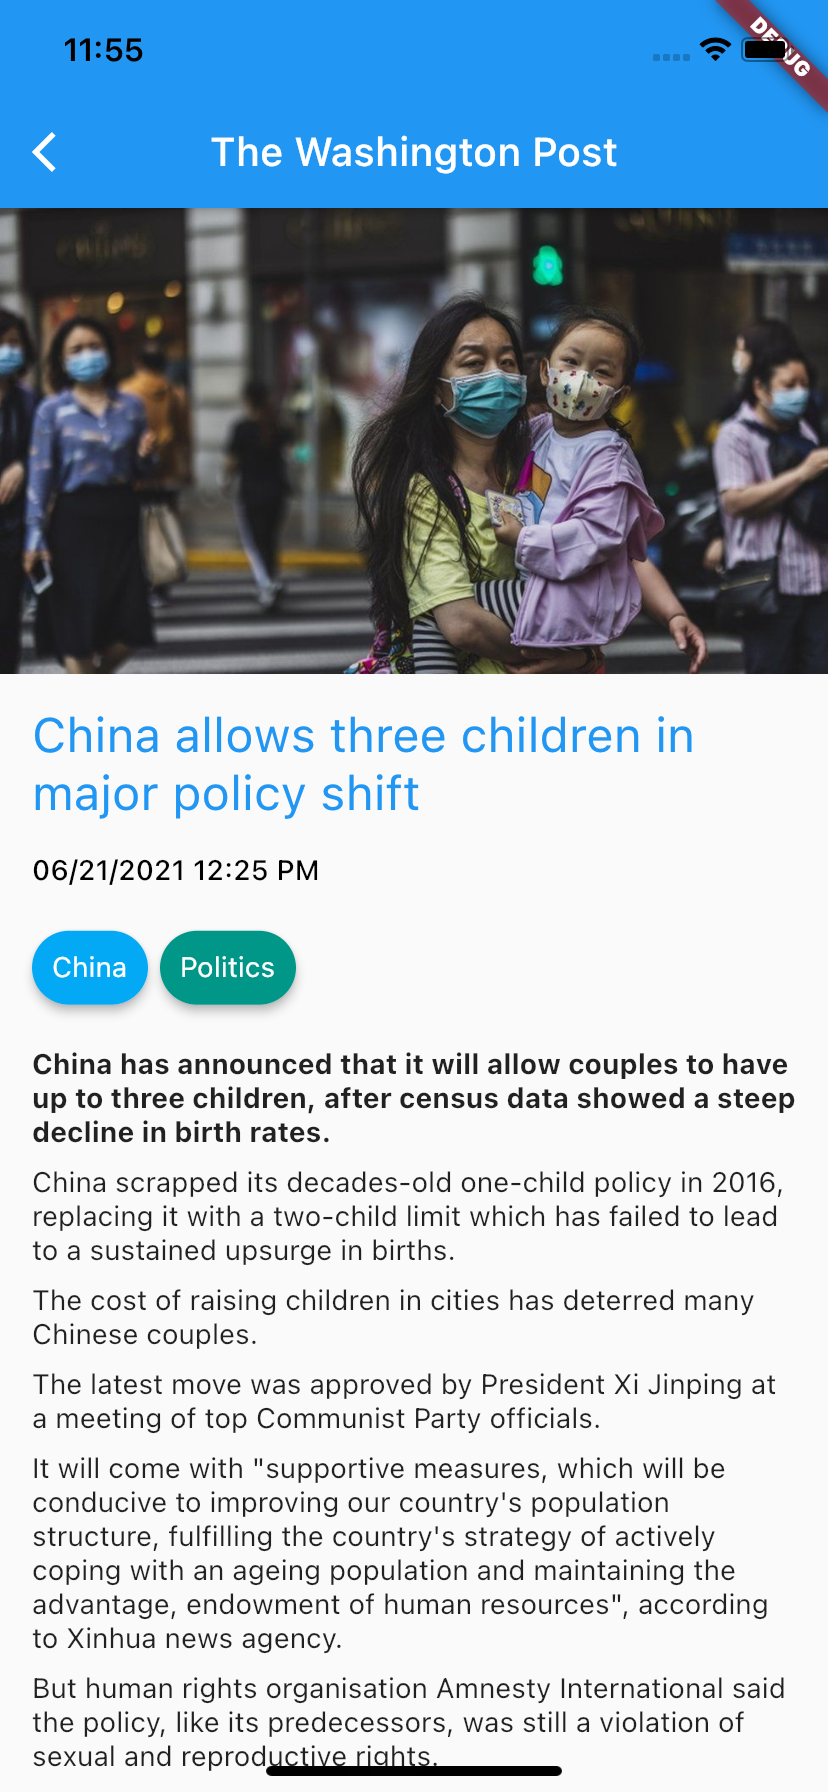 11:55
DEBUG
The Washington Post
China allows three children in
major policy shift
06/21/2021 12:25 PM
China
Politics
China has announced that it will allow couples to have
up to three children, after census data showed a steep
decline in birth rates.
China scrapped its decades-old one-child policy in 2016,
replacing it with a two-child limit which has failed to lead
to a sustained upsurge in births.
The cost of raising children in cities has deterred many
Chinese couples.
The latest move was approved by President Xi Jinping at
a meeting of top Communist Party officials.
It will come with "supportive measures, which will be
conducive to improving our country's population
structure, fulfilling the country's strategy of actively
coping with an ageing population and maintaining the
advantage, endowment of human resources", according
to Xinhua news agency.
But human rights organisation Amnesty International said
the policy, like its predecessors, was still a violation of
sexual and reproductive rights.